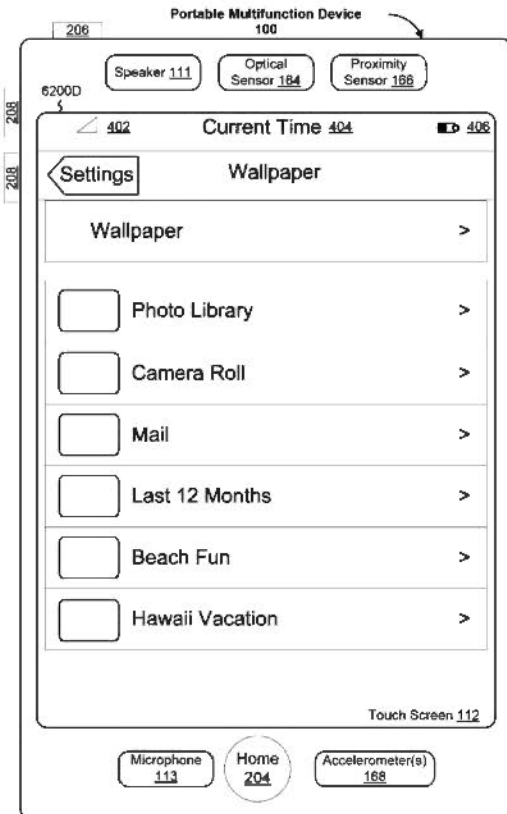 Portable Multifunction Device
100
206
Speaker 111
Optical
Sensor 164
Proximity
Sensor 166
6200D
208
208
402
Current Time 404
406
Settings
Wallpaper
Wallpaper >
Photo Library >
Camera Roll >
Mail >
Last 12 Months >
Beach Fun >
Hawaii Vacation >
Touch Screen 112
Microphone
113
Home
204
Accelerometer(s)
168